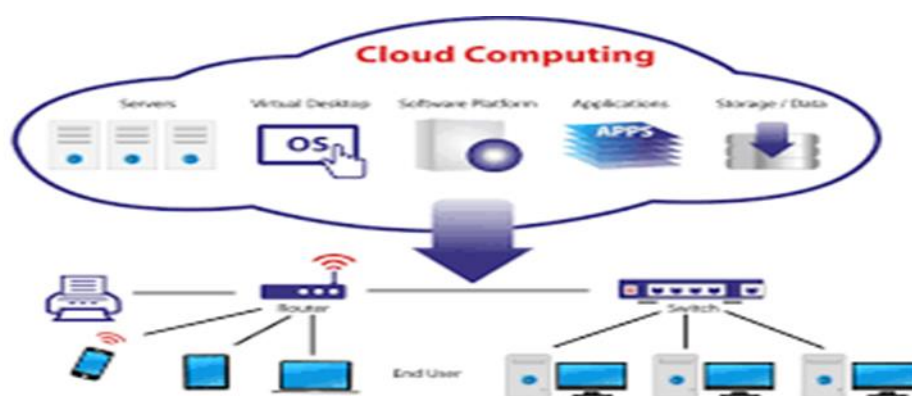 Cloud Computing
Servers
Virtual Desktop
Software Platform
Applications
Storage / Data
OS
APPS
Router
Switch
End User